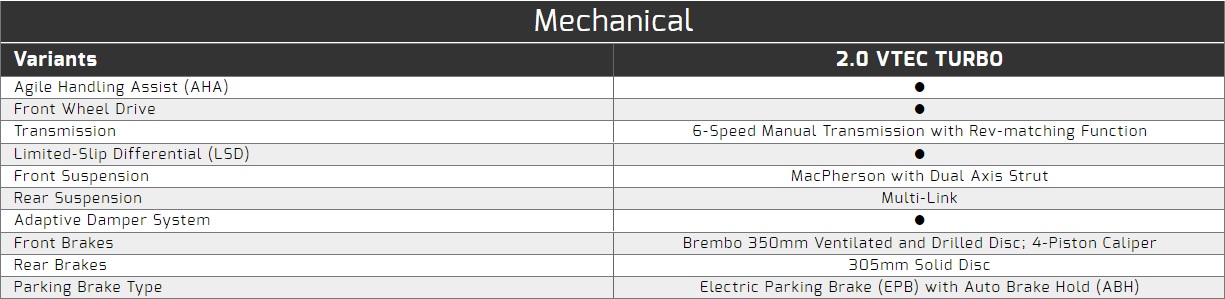 Mechanical
Variants 2.0 VTEC TURBO
Agile Handling Assist (AHA) ●
Front Wheel Drive ●
Transmission 6-Speed Manual Transmission with Rev-matching Function
Limited-Slip Differential (LSD) ●
Front Suspension MacPherson with Dual Axis Strut
Rear Suspension Multi-Link
Adaptive Damper System ●
Front Brakes Brembo 350mm Ventilated and Drilled Disc; 4-Piston Caliper
Rear Brakes 305mm Solid Disc
Parking Brake Type Electric Parking Brake (EPB) with Auto Brake Hold (ABH)